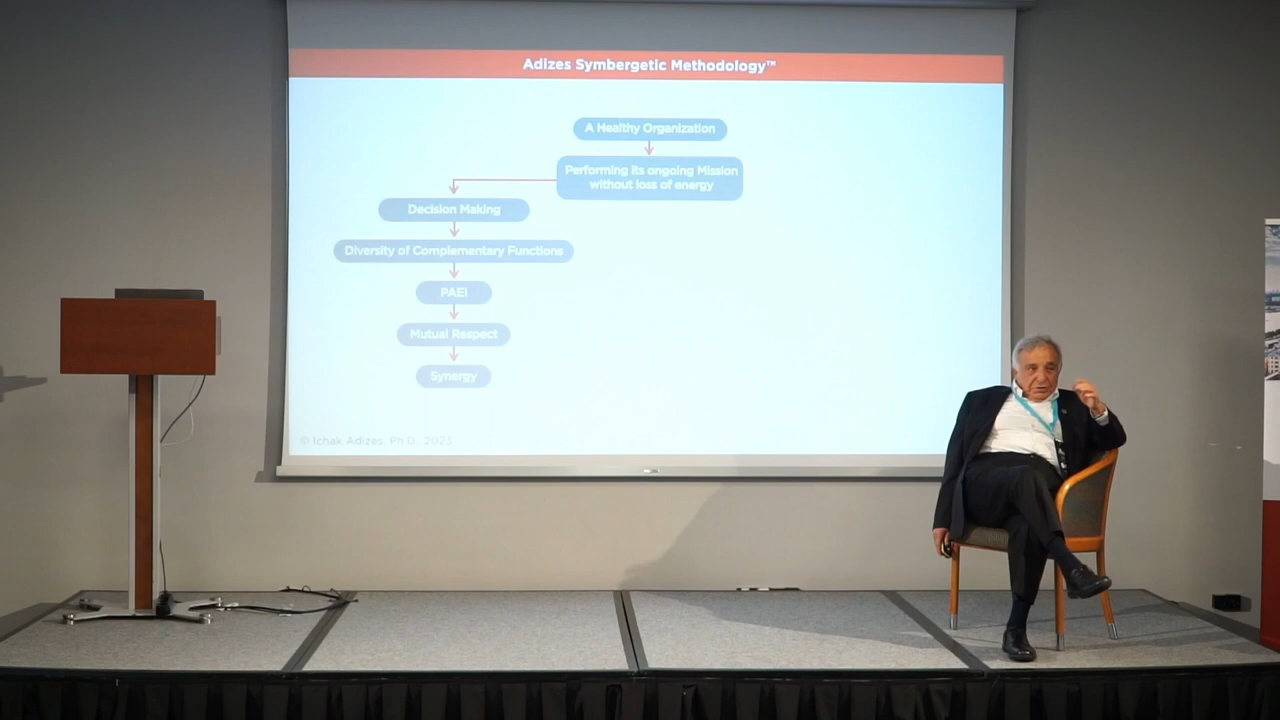 Adizes Symbergetic Methodology™
A Healthy Organization
Performing its ongoing Mission
without loss of energy
Decision Making
Diversity of Complementary Functions
PAEI
Mutual Respect
Synergy
© Ichak Adizes, Ph.D., 2023